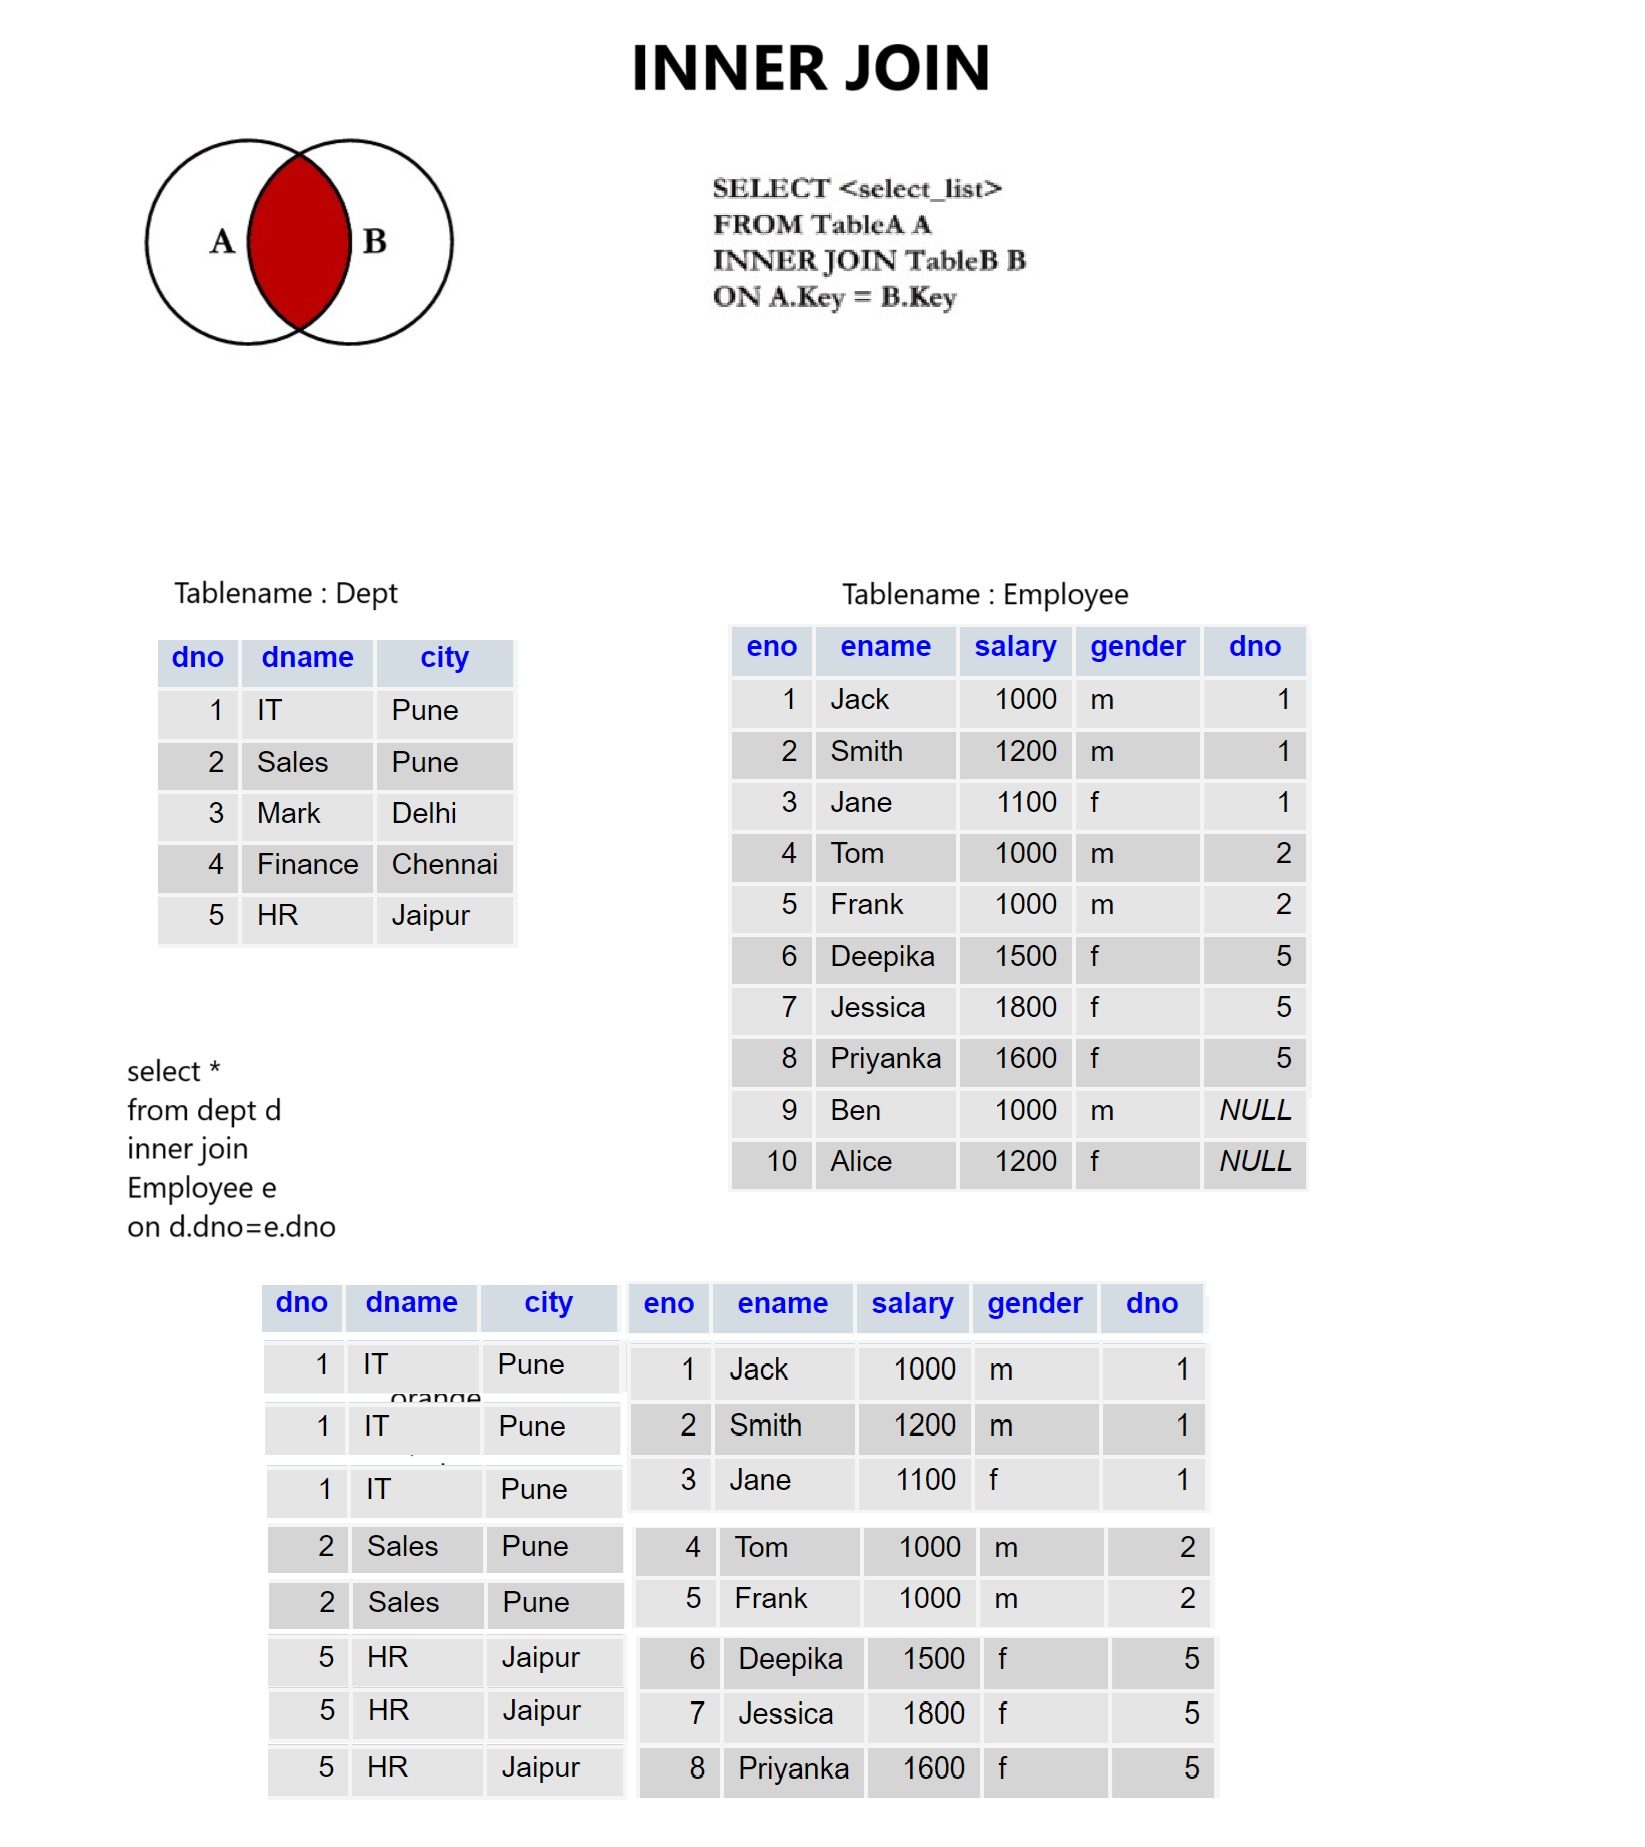 INNER JOIN
A B
SELECT <select_list>
FROM TableA A
INNER JOIN TableB B
ON A.Key = B.Key
Tablename : Dept
dno dname city
1 IT Pune
2 Sales Pune
3 Mark Delhi
4 Finance Chennai
5 HR Jaipur
Tablename : Employee
eno ename salary gender dno
1 Jack 1000 m 1
2 Smith 1200 m 1
3 Jane 1100 f 1
4 Tom 1000 m 2
5 Frank 1000 m 2
6 Deepika 1500 f 5
7 Jessica 1800 f 5
8 Priyanka 1600 f 5
9 Ben 1000 m NULL
10 Alice 1200 f NULL
select *
from dept d
inner join
Employee e
on d.dno=e.dno
dno dname city eno ename salary gender dno
1 IT Pune 1 Jack 1000 m 1
orange
1 IT Pune 2 Smith 1200 m 1
1 IT Pune 3 Jane 1100 f 1
2 Sales Pune 4 Tom 1000 m 2
2 Sales Pune 5 Frank 1000 m 2
5 HR Jaipur 6 Deepika 1500 f 5
5 HR Jaipur 7 Jessica 1800 f 5
5 HR Jaipur 8 Priyanka 1600 f 5